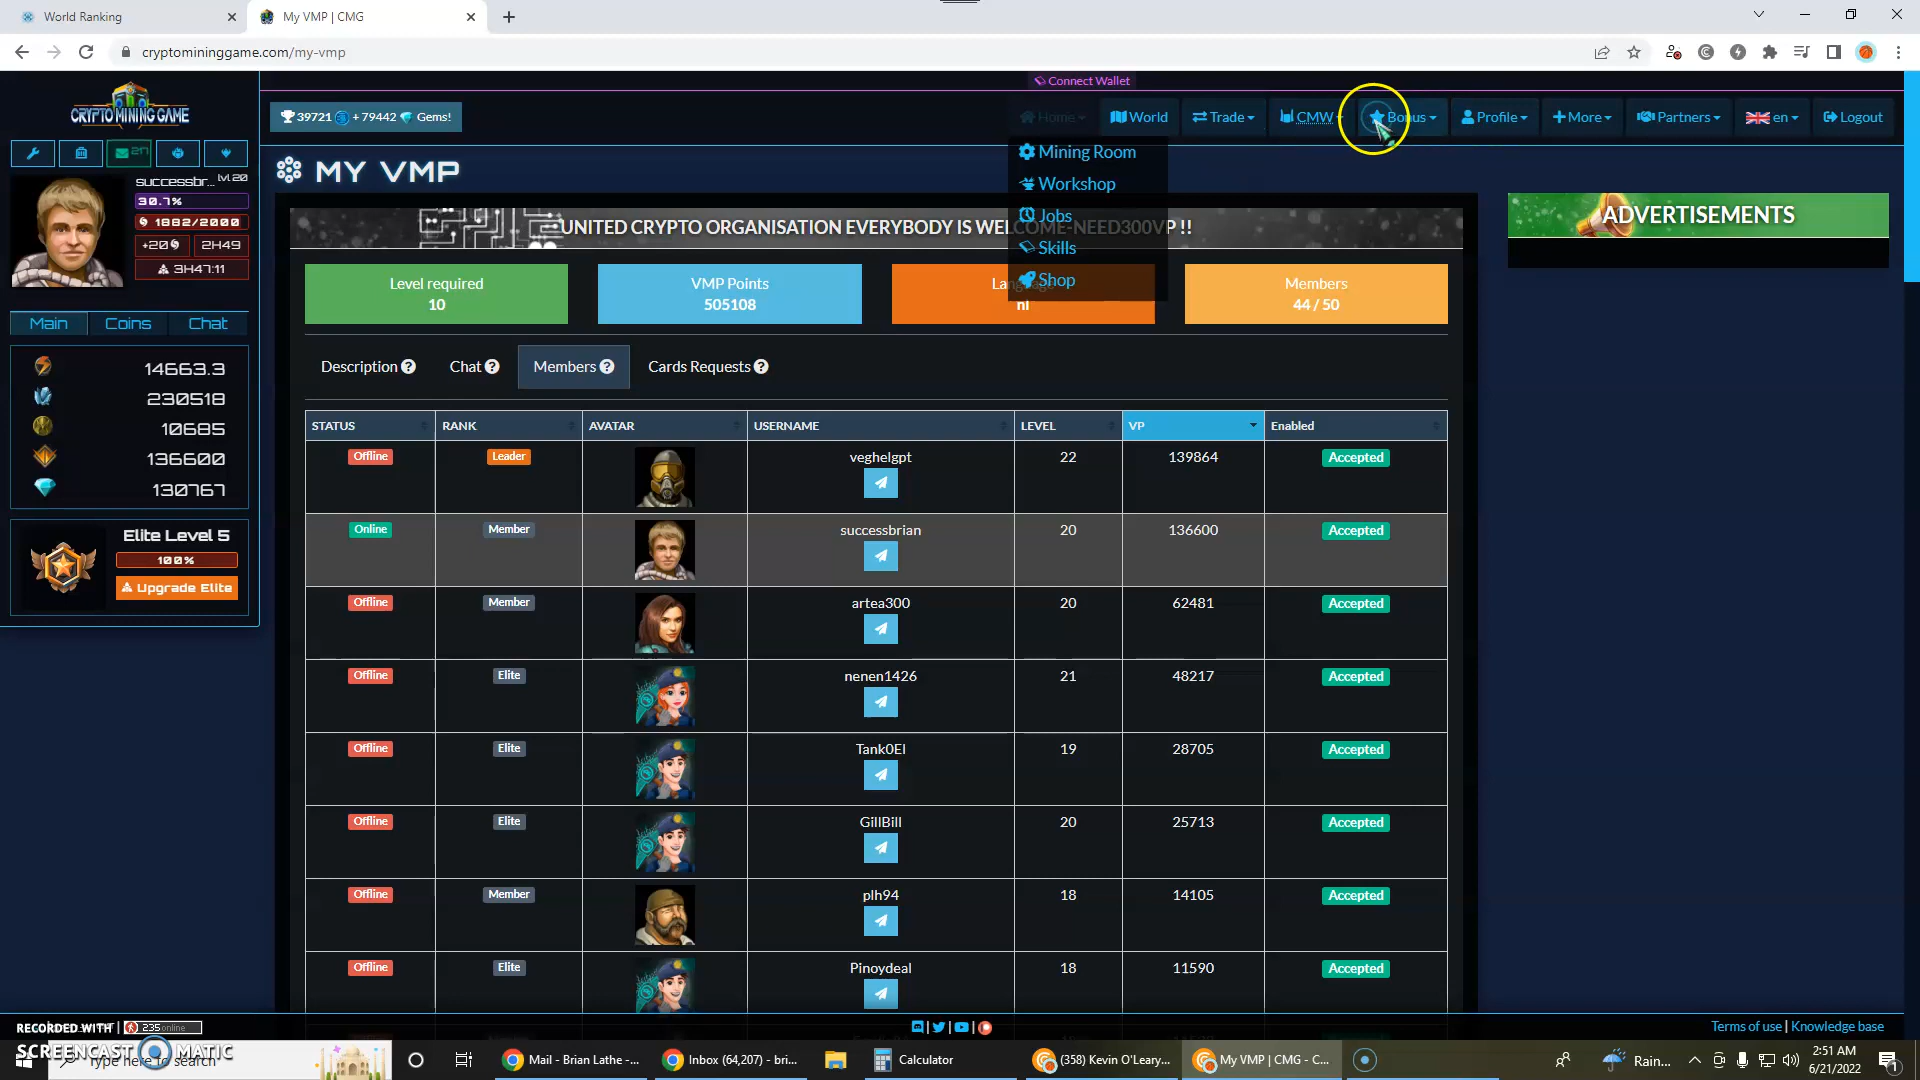 World Ranking
My VMP | CMG
cryptomininggame.com/my-vmp
Connect Wallet
CRYPTO MINING GAME
39721 + 79442 Gems!
Home
World
Trade
CMW
Bonus
Profile
More
Partners
en
Logout
Mining Room
Workshop
Jobs
Skills
Shop
successbr... lvl.20
30.7%
1882/2000
+20 2H49
3H47:11
Main Coins Chat
14663.3
230518
10685
136600
130767
Elite Level 5
100%
Upgrade Elite
MY VMP
UNITED CRYPTO ORGANISATION EVERYBODY IS WELCOME-NEED300VP !!
ADVERTISEMENTS
Level required
10
VMP Points
505108
nl
Members
44 / 50
Description Chat Members Cards Requests
STATUS RANK AVATAR USERNAME LEVEL VP Enabled
Offline Leader veghelgpt 22 139864 Accepted
Online Member successbrian 20 136600 Accepted
Offline Member artea300 20 62481 Accepted
Offline Elite nenen1426 21 48217 Accepted
Offline Elite 19 28705 Accepted
Offline Elite GillBill 20 25713 Accepted
Offline Member plh94 18 14105 Accepted
Offline Elite Pinoydeal 18 11590 Accepted
RECORDED WITH
SCREENCAST MATIC
235 online
Terms of use | Knowledge base
Type here to search
Mail - Brian Lathe -...
Inbox (64,207) - bri...
Calculator
(358) Kevin O'Leary...
My VMP | CMG - C...
Rain...
2:51 AM
6/21/2022
1